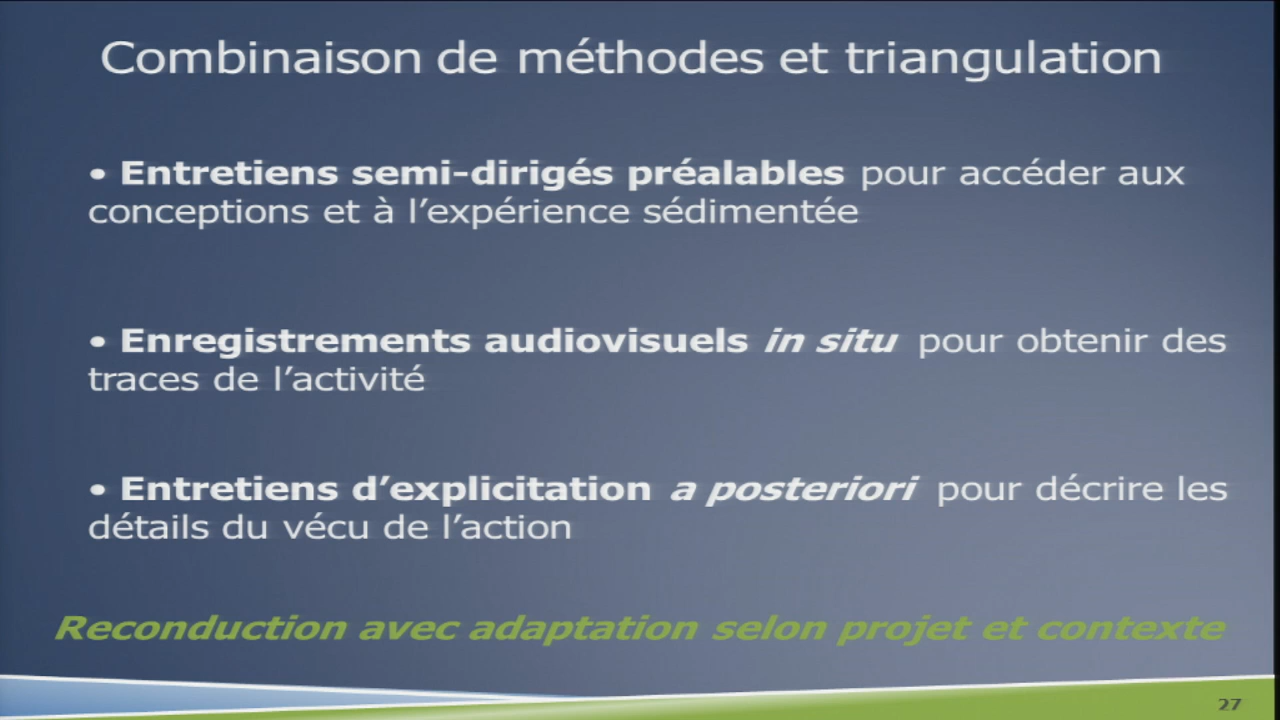 Combinaison de méthodes et triangulation
• Entretiens semi-dirigés préalables pour accéder aux
conceptions et à l’expérience sédimentée
• Enregistrements audiovisuels in situ pour obtenir des
traces de l’activité
• Entretiens d’explicitation a posteriori pour décrire les
détails du vécu de l’action
Reconduction avec adaptation selon projet et contexte
27